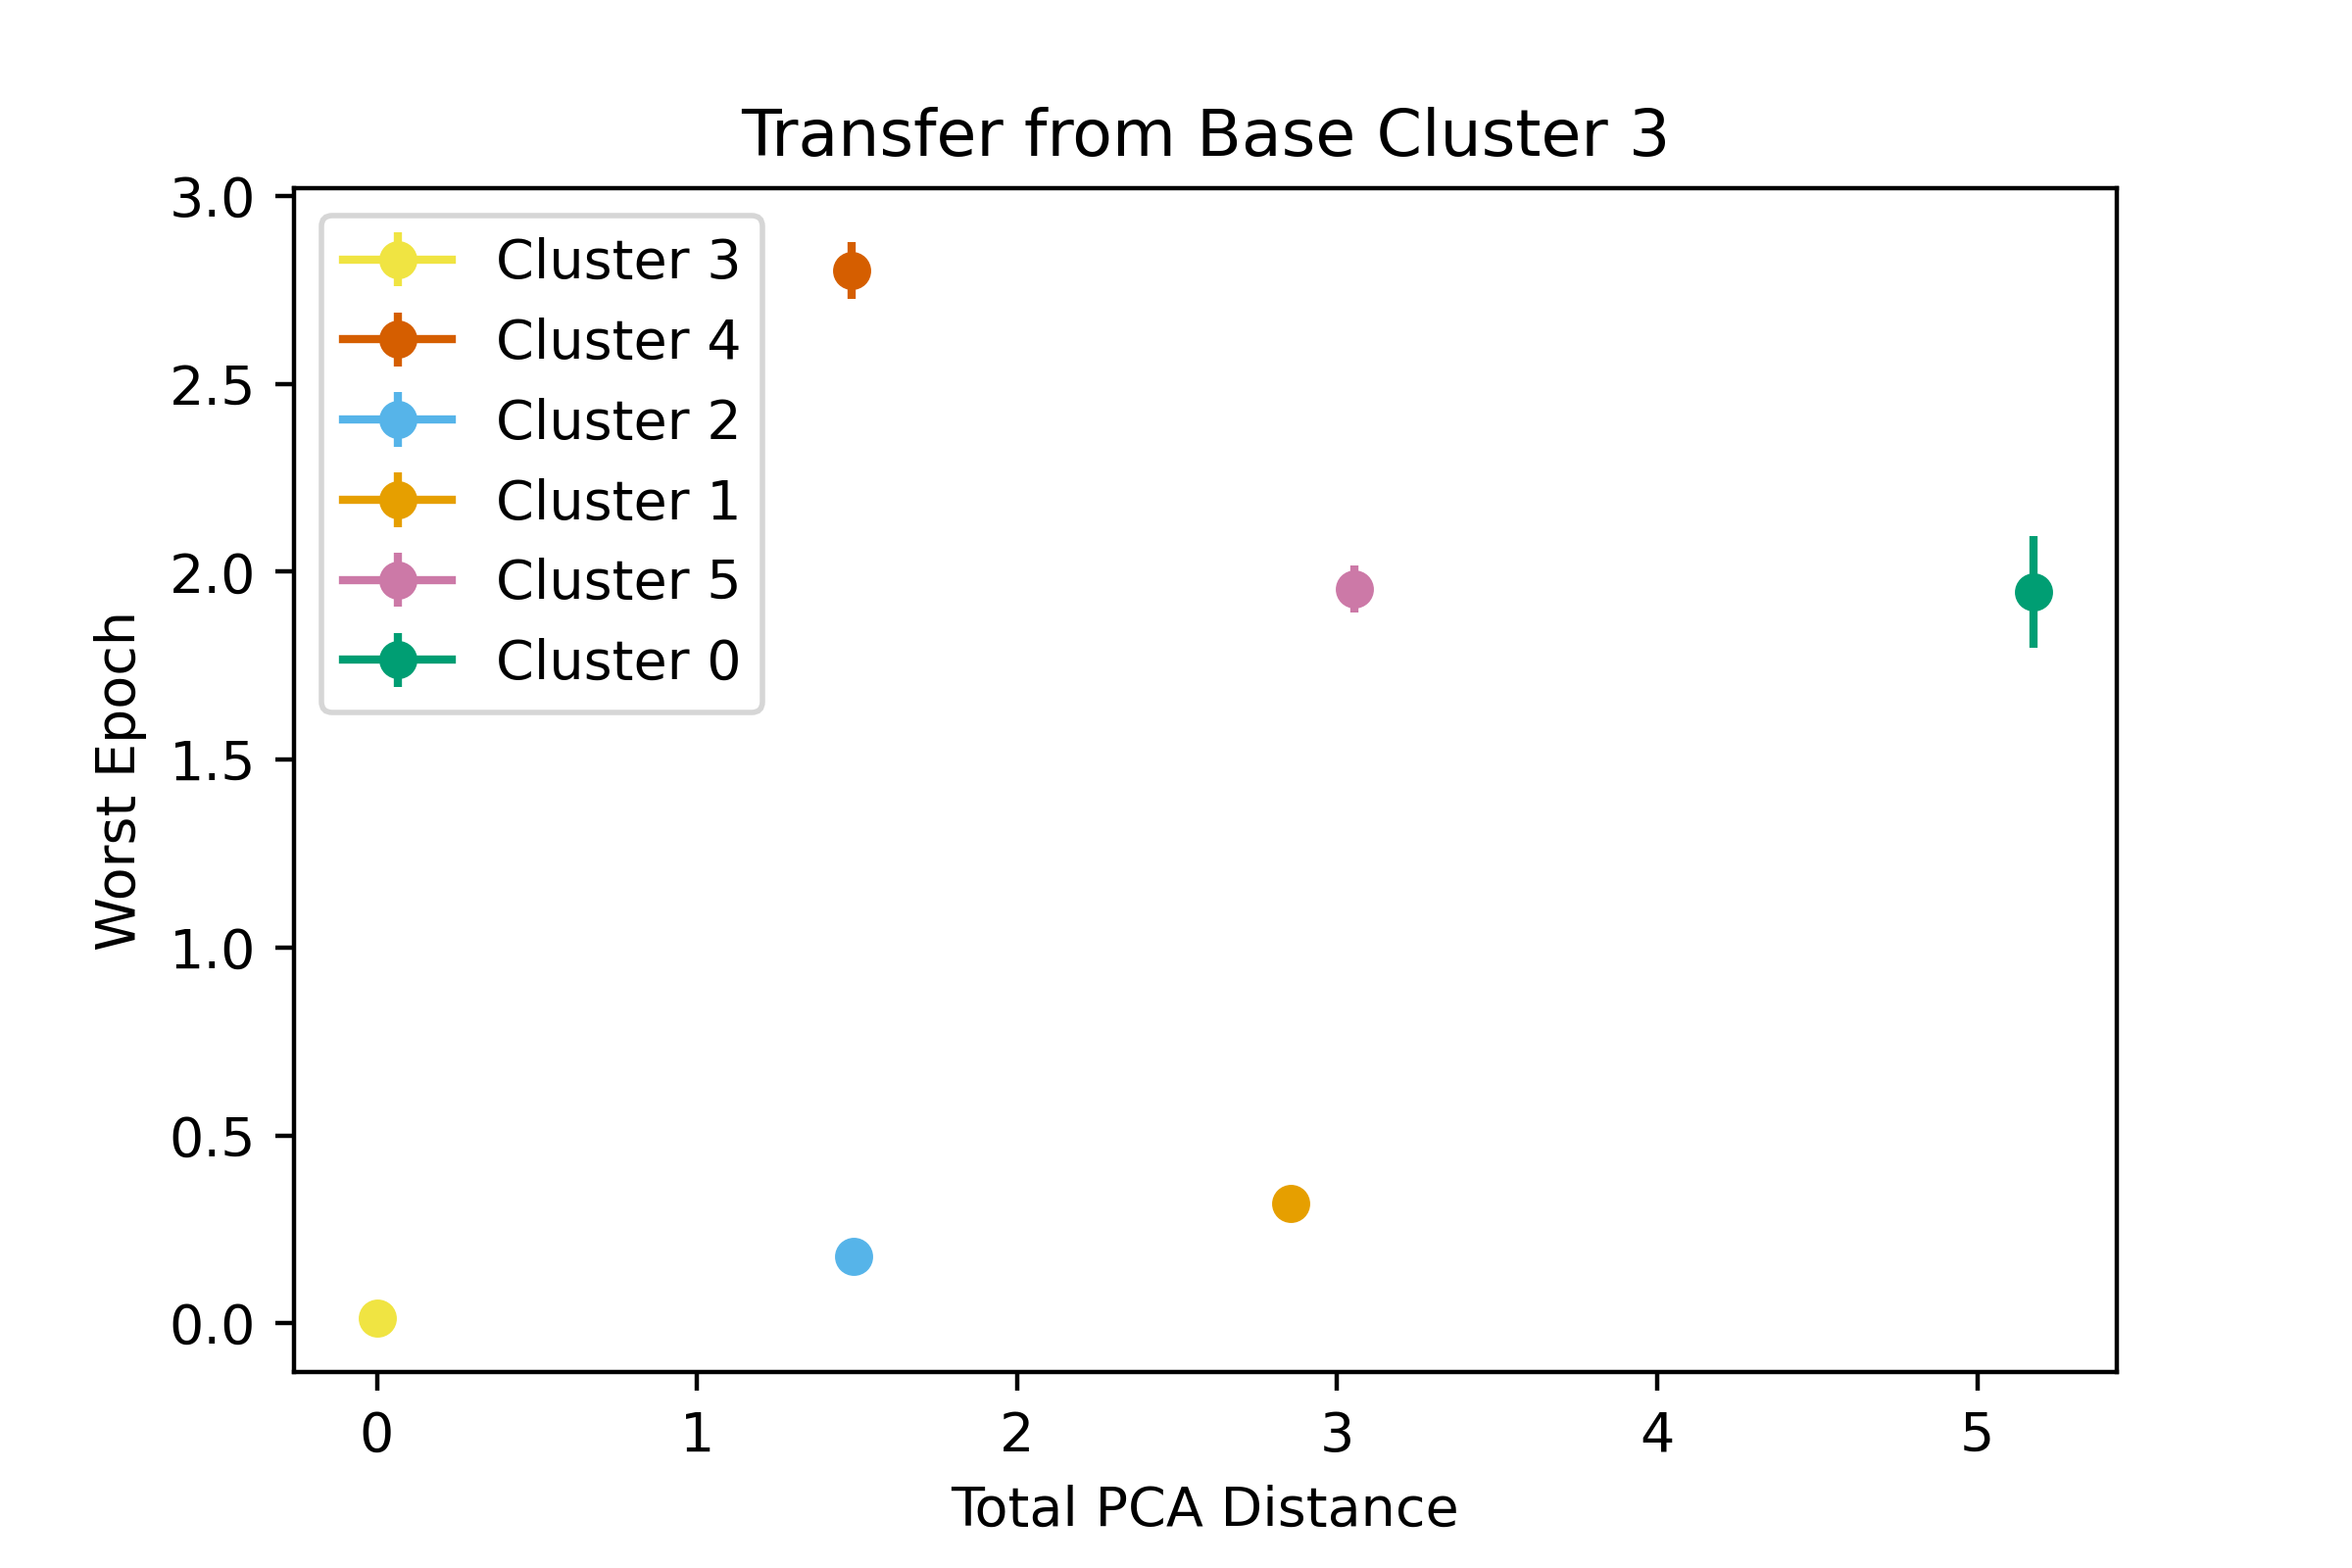 Transfer from Base Cluster 3
3.0
2.5
2.0
1.5
1.0
0.5
0.0
Worst Epoch
Cluster 3
Cluster 4
Cluster 2
Cluster 1
Cluster 5
Cluster 0
0 1 2 3 4 5
Total PCA Distance